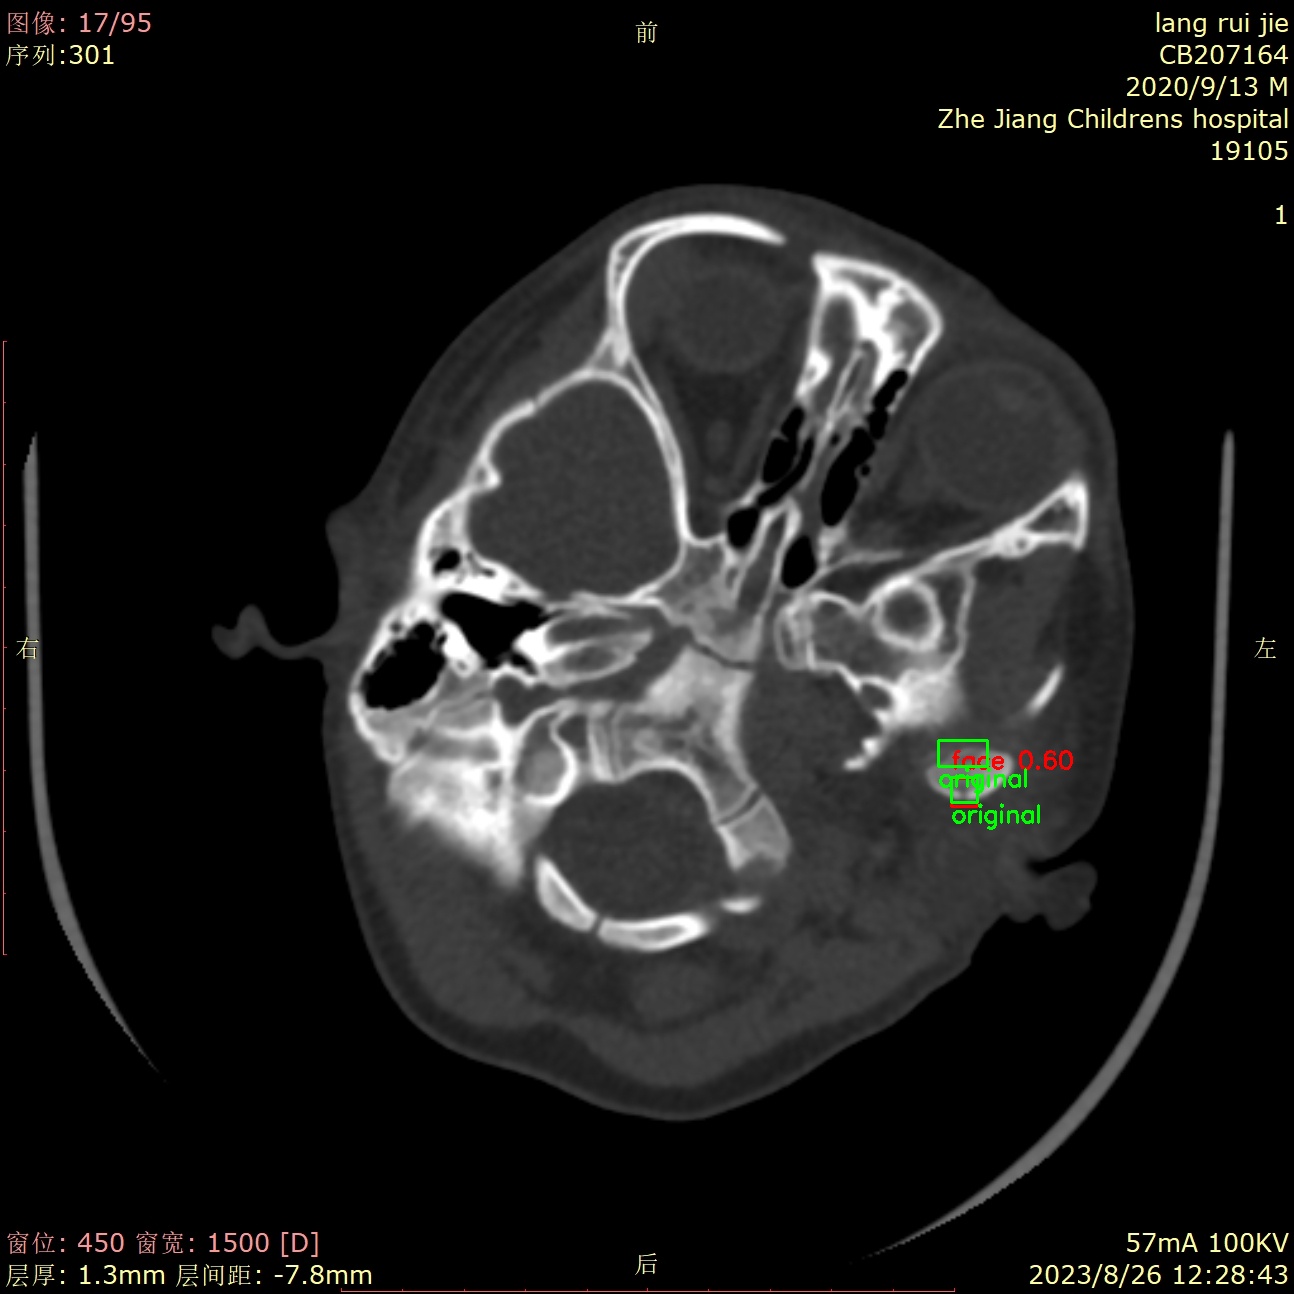 图像: 17/95
序列:301
前
lang rui jie
CB207164
2020/9/13 M
Zhe Jiang Childrens hospital
19105
1
右
左
face 0.60
original
original
窗位: 450 窗宽: 1500 [D]
层厚: 1.3mm 层间距: -7.8mm
后
57mA 100KV
2023/8/26 12:28:43